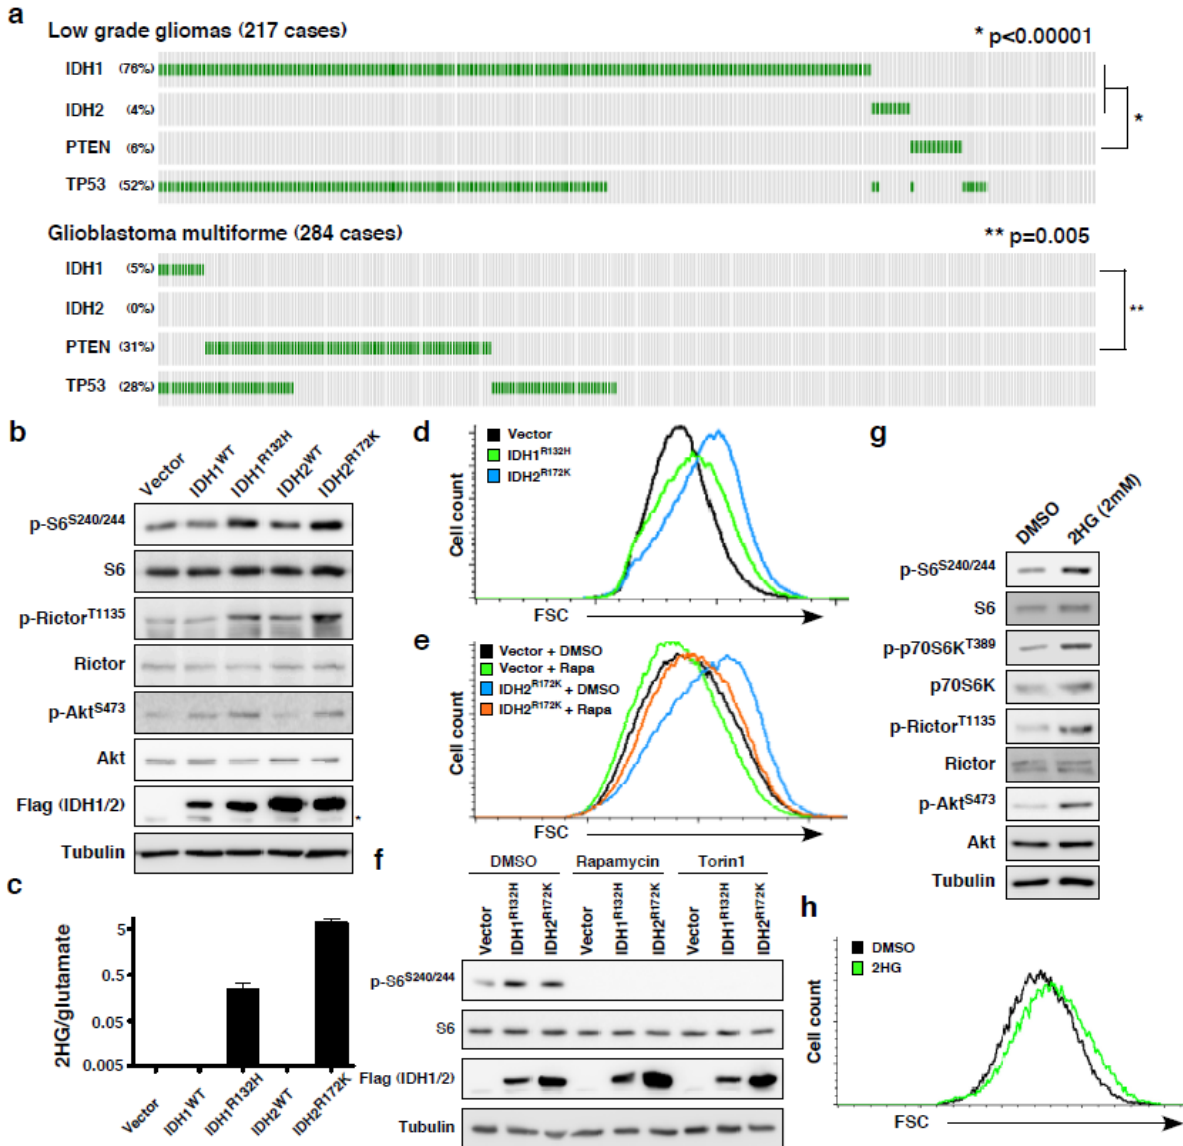 a
Low grade gliomas (217 cases)
* p<0.00001
IDH1 (76%)
IDH2 (4%)
PTEN (6%)
TP53 (52%)
*
Glioblastoma multiforme (284 cases)
** p=0.005
IDH1 (5%)
IDH2 (0%)
PTEN (31%)
TP53 (28%)
**
b
Vector IDH1WT IDH1R132H IDH2WT IDH2R172K
p-S6S240/244
S6
p-RictorT1135
Rictor
p-AktS473
Akt
Flag (IDH1/2)
*
Tubulin
c
2HG/glutamate
5
0.5
0.05
0.005
Vector IDH1WT IDH1R132H IDH2WT IDH2R172K
d
Vector
IDH1R132H
IDH2R172K
Cell count
FSC
e
Vector + DMSO
Vector + Rapa
IDH2R172K + DMSO
IDH2R172K + Rapa
Cell count
FSC
f
DMSO Rapamycin Torin1
Vector IDH1R132H IDH2R172K Vector IDH1R132H IDH2R172K Vector IDH1R132H IDH2R172K
p-S6S240/244
S6
Flag (IDH1/2)
Tubulin
g
DMSO 2HG (2mM)
p-S6S240/244
S6
p-p70S6KT389
p70S6K
p-RictorT1135
Rictor
p-AktS473
Akt
Tubulin
h
DMSO
2HG
Cell count
FSC